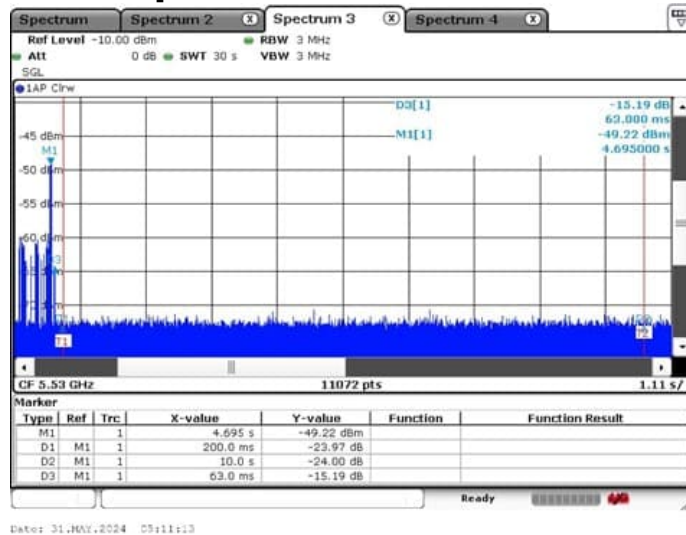 Spectrum Spectrum 2 X Spectrum 3 X Spectrum 4 X
Ref Level -10.00 dBm RBW 3 MHz
Att 0 dB SWT 30 s VBW 3 MHz
SGL
1AP Clrw
D3[1] -15.19 dB
63.000 ms
-45 dBm M1[1] -49.22 dBm
M1 4.695000 s
-50 dBm
-55 dBm
-60 dBm
T1
T2
CF 5.53 GHz 11072 pts 1.11 s/
Marker
Type Ref Trc X-value Y-value Function Function Result
M1 1 4.695 s -49.22 dBm
D1 M1 1 200.0 ms -23.97 dB
D2 M1 1 10.0 s -24.00 dB
D3 M1 1 63.0 ms -15.19 dB
Ready
Date: 31.MAY.2024 05:11:13